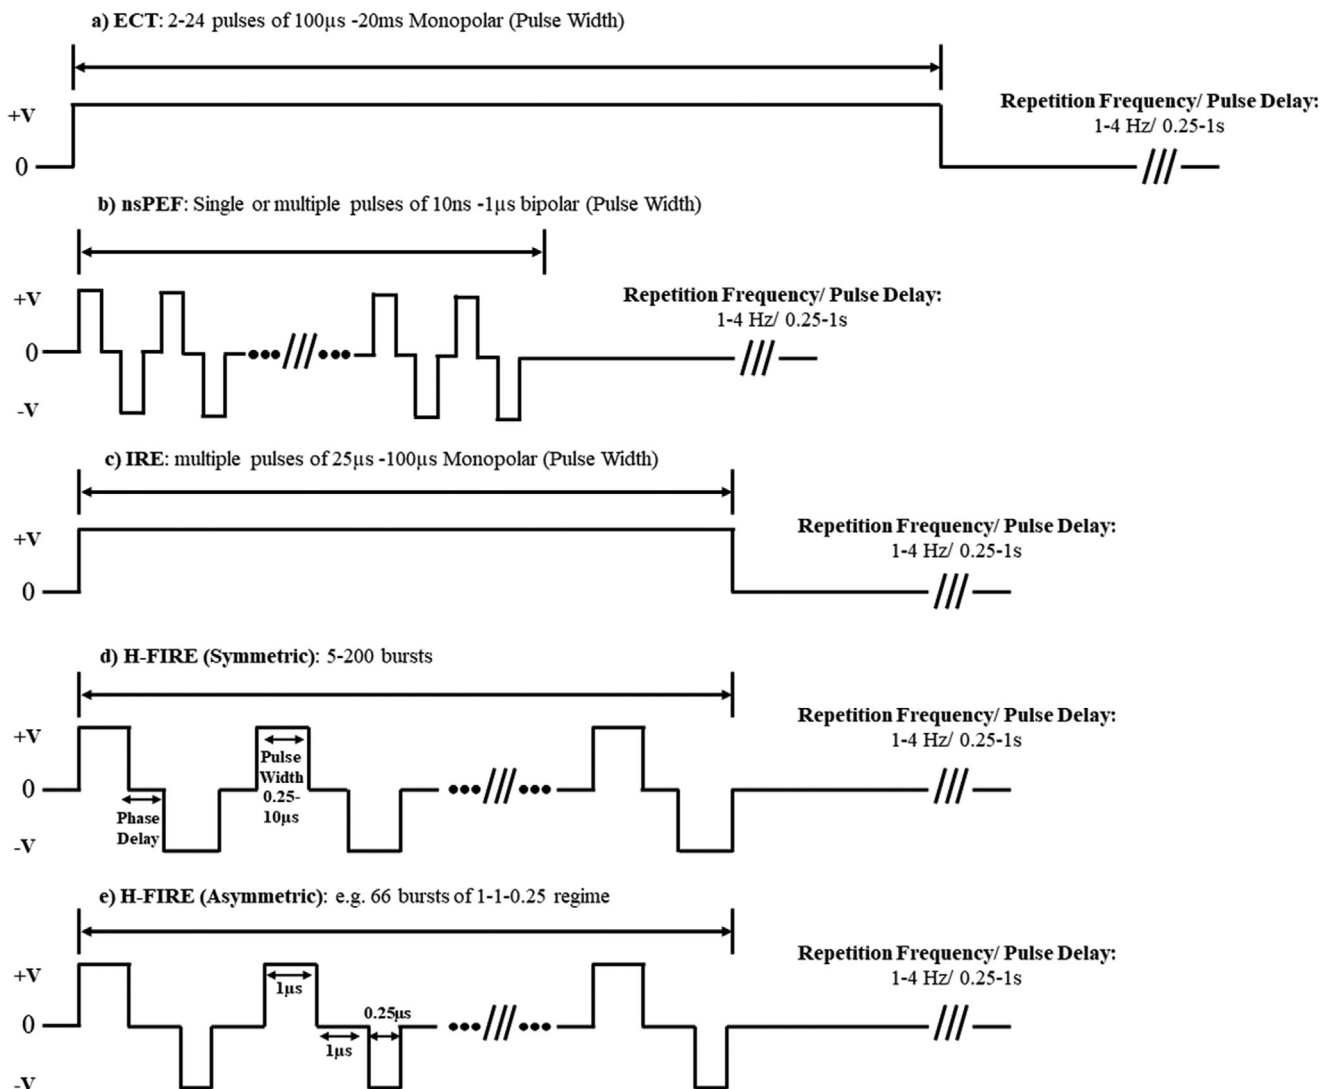 a) ECT: 2-24 pulses of 100µs -20ms Monopolar (Pulse Width)
+V
0
Repetition Frequency/ Pulse Delay:
1-4 Hz/ 0.25-1s
b) nsPEF: Single or multiple pulses of 10ns -1µs bipolar (Pulse Width)
+V
0
-V
Repetition Frequency/ Pulse Delay:
1-4 Hz/ 0.25-1s
c) IRE: multiple pulses of 25µs -100µs Monopolar (Pulse Width)
+V
0
Repetition Frequency/ Pulse Delay:
1-4 Hz/ 0.25-1s
d) H-FIRE (Symmetric): 5-200 bursts
+V
0
-V
Phase
Delay
Pulse
Width
0.25-
10µs
Repetition Frequency/ Pulse Delay:
1-4 Hz/ 0.25-1s
e) H-FIRE (Asymmetric): e.g. 66 bursts of 1-1-0.25 regime
+V
0
-V
1µs
1µs
0.25µs
Repetition Frequency/ Pulse Delay:
1-4 Hz/ 0.25-1s